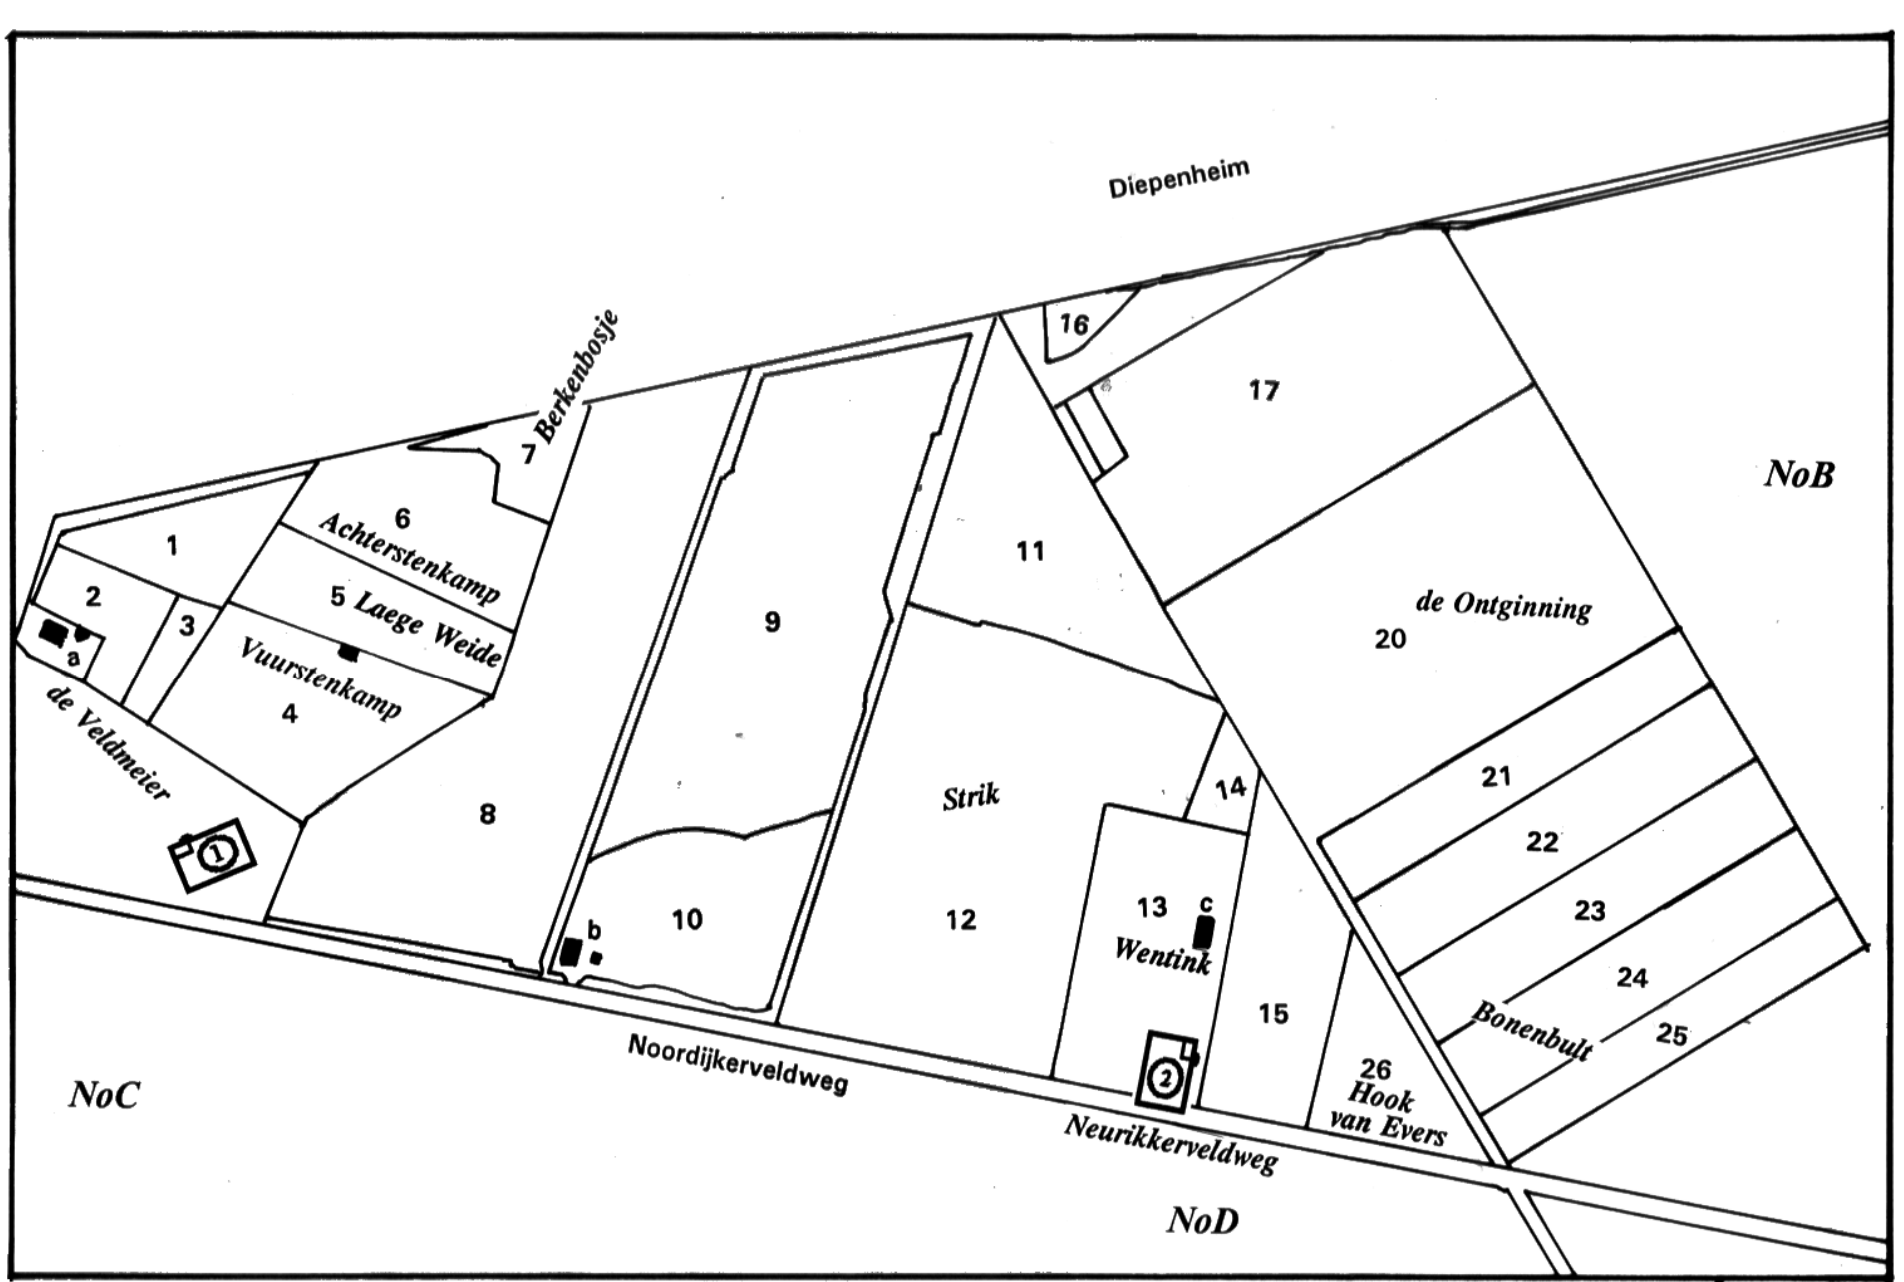 Diepenheim
16
Berkenbosje
7
17
NoB
6
Achterstenkamp
1
11
5 Laege Weide
2
3
9
de Ontginning
20
a
Vuurstenkamp
4
de Veldmeier
21
14
Strik
8
22
1
13
c
23
10
12
b
Wentink
24
15
Bonenbult
25
Noordijkerveldweg
2
26
Hook
van Evers
NoC
Neurikkerveldweg
NoD